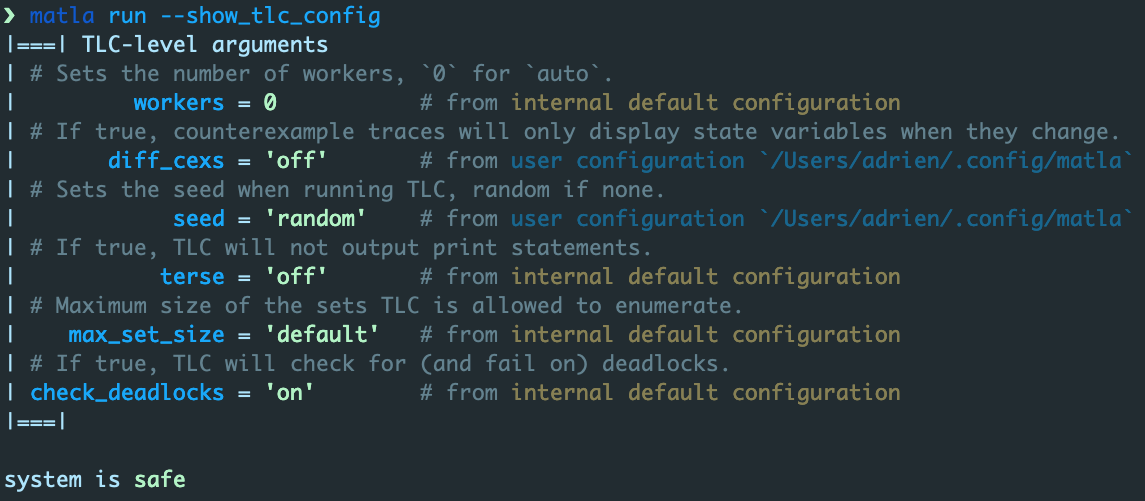 ❯ matla run --show_tlc_config
|===| TLC-level arguments
| # Sets the number of workers, `0` for `auto`.
|         workers = 0           # from internal default configuration
| # If true, counterexample traces will only display state variables when they change.
|       diff_cexs = 'off'       # from user configuration `/Users/adrien/.config/matla`
| # Sets the seed when running TLC, random if none.
|            seed = 'random'    # from user configuration `/Users/adrien/.config/matla`
| # If true, TLC will not output print statements.
|           terse = 'off'       # from internal default configuration
| # Maximum size of the sets TLC is allowed to enumerate.
|    max_set_size = 'default'   # from internal default configuration
| # If true, TLC will check for (and fail on) deadlocks.
| check_deadlocks = 'on'        # from internal default configuration
|===|
system is safe